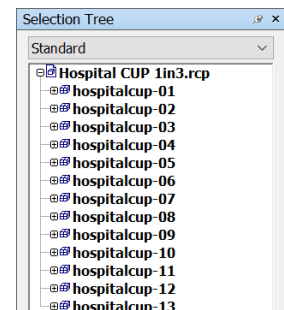 Selection Tree
Standard
Hospital CUP 1in3.rcp
hospitalcup-01
hospitalcup-02
hospitalcup-03
hospitalcup-04
hospitalcup-05
hospitalcup-06
hospitalcup-07
hospitalcup-08
hospitalcup-09
hospitalcup-10
hospitalcup-11
hospitalcup-12
hospitalcup-13